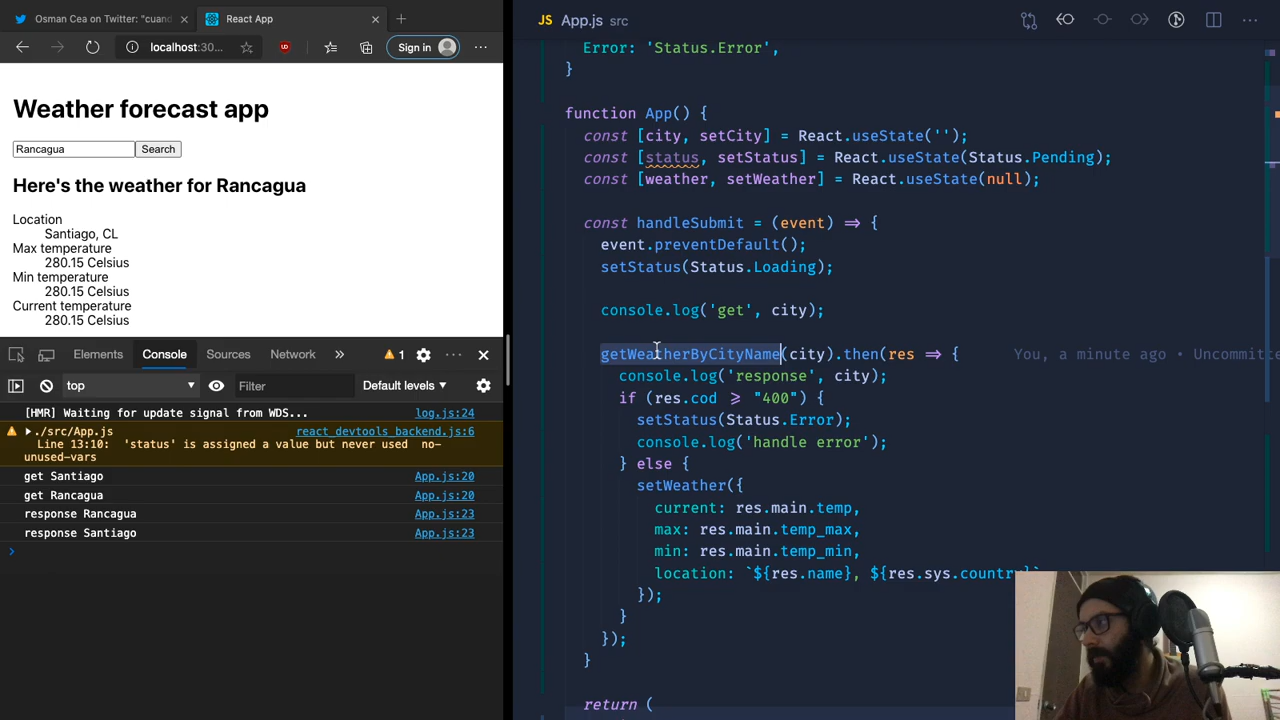 Osman Cea on Twitter: "cuand
React App
localhost:30...
Sign in
Weather forecast app
Rancagua
Search
Here's the weather for Rancagua
Location
Santiago, CL
Max temperature
280.15 Celsius
Min temperature
280.15 Celsius
Current temperature
280.15 Celsius
Elements
Console
Sources
Network
»
1
top
Filter
Default levels
[HMR] Waiting for update signal from WDS... log.js:24
./src/App.js react_devtools_backend.js:6
Line 13:10: 'status' is assigned a value but never used no-
unused-vars
get Santiago App.js:20
get Rancagua App.js:20
response Rancagua App.js:23
response Santiago App.js:23
JS App.js src
Error: 'Status.Error',
}
function App() {
const [city, setCity] = React.useState('');
const [status, setStatus] = React.useState(Status.Pending);
const [weather, setWeather] = React.useState(null);
const handleSubmit = (event) ⇒ {
event.preventDefault();
setStatus(Status.Loading);
console.log('get', city);
getWeatherByCityName(city).then(res ⇒ { You, a minute ago • Uncommitte
console.log('response', city);
if (res.cod ≥ "400") {
setStatus(Status.Error);
console.log('handle error');
} else {
setWeather({
current: res.main.temp,
max: res.main.temp_max,
min: res.main.temp_min,
location: `${res.name}, ${res.sys.country}`
});
}
});
}
return (